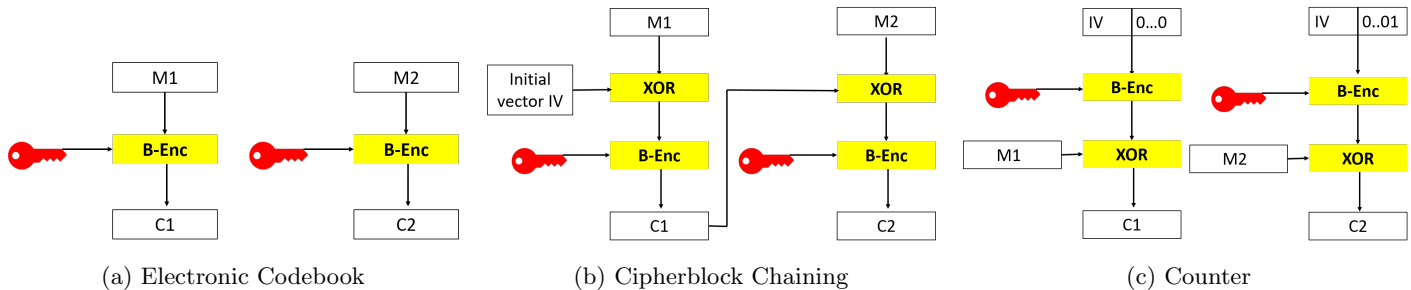 M1
M2
B-Enc
B-Enc
C1
C2
(a) Electronic Codebook
M1
M2
Initial
vector IV
XOR
XOR
B-Enc
B-Enc
C1
C2
(b) Cipherblock Chaining
IV 0...0
IV 0..01
B-Enc
B-Enc
M1
XOR
M2
XOR
C1
C2
(c) Counter